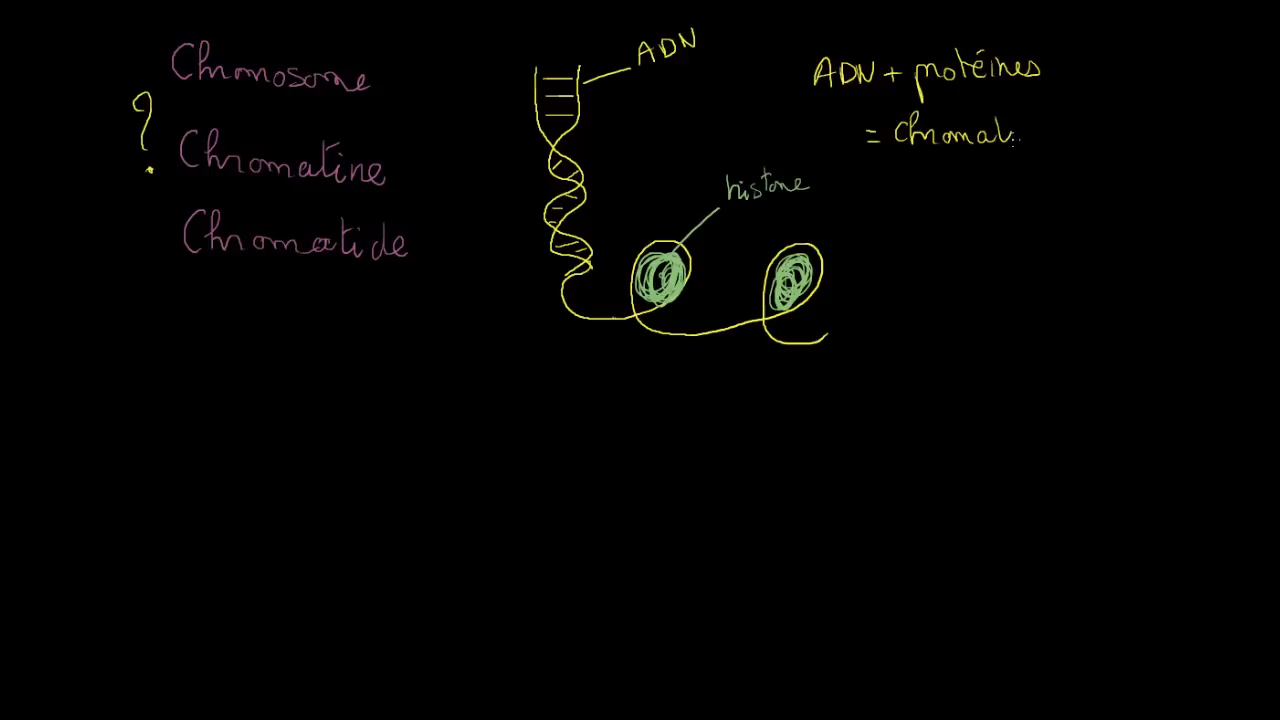 Chromosome
?
Chromatine
Chromatide
ADN
histone
ADN + protéines
= Chromat